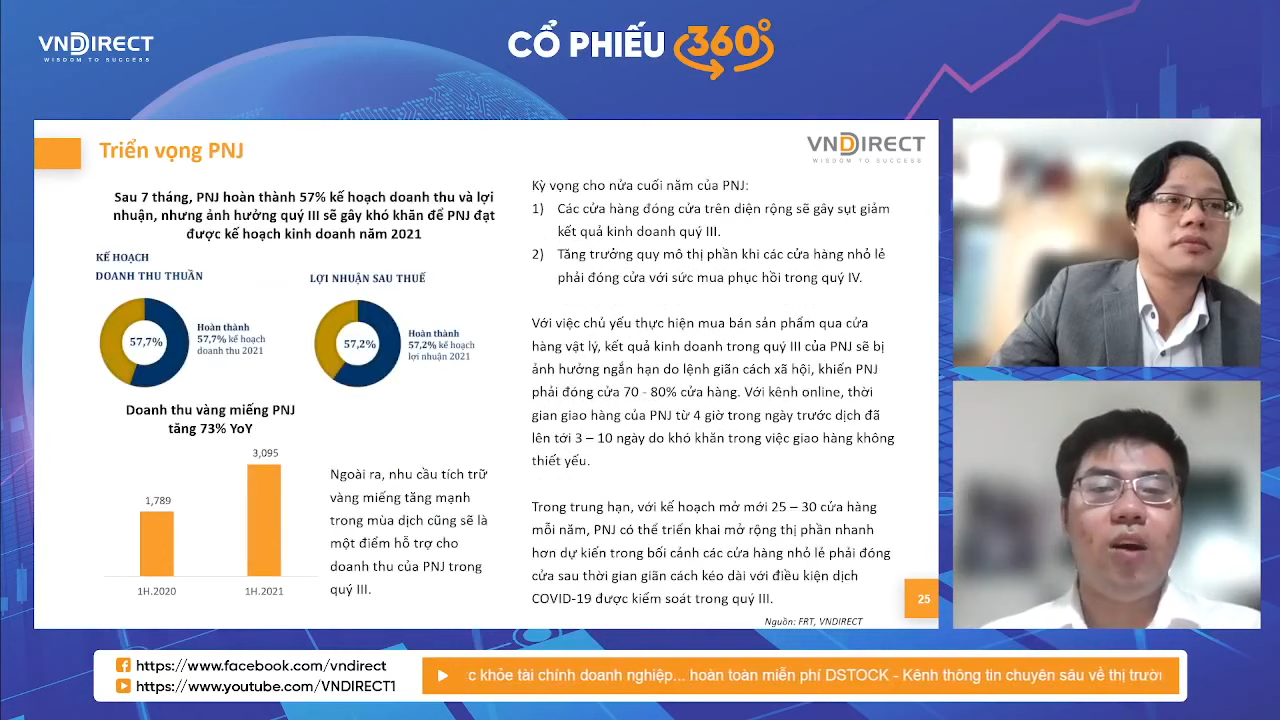 VNDIRECT
WISDOM TO SUCCESS
CỔ PHIẾU 360°
Triển vọng PNJ
VNDIRECT
WISDOM TO SUCCESS
Sau 7 tháng, PNJ hoàn thành 57% kế hoạch doanh thu và lợi
nhuận, nhưng ảnh hưởng quý III sẽ gây khó khăn để PNJ đạt
được kế hoạch kinh doanh năm 2021
KẾ HOẠCH
DOANH THU THUẦN
LỢI NHUẬN SAU THUẾ
57,7%
Hoàn thành
57,7% kế hoạch
doanh thu 2021
57,2%
Hoàn thành
57,2% kế hoạch
lợi nhuận 2021
Doanh thu vàng miếng PNJ
tăng 73% YoY
1,789
3,095
1H.2020
1H.2021
Ngoài ra, nhu cầu tích trữ
vàng miếng tăng mạnh
trong mùa dịch cũng sẽ là
một điểm hỗ trợ cho
doanh thu của PNJ trong
quý III.
Kỳ vọng cho nửa cuối năm của PNJ:
1) Các cửa hàng đóng cửa trên diện rộng sẽ gây sụt giảm
kết quả kinh doanh quý III.
2) Tăng trưởng quy mô thị phần khi các cửa hàng nhỏ lẻ
phải đóng cửa với sức mua phục hồi trong quý IV.
Với việc chủ yếu thực hiện mua bán sản phẩm qua cửa
hàng vật lý, kết quả kinh doanh trong quý III của PNJ sẽ bị
ảnh hưởng ngắn hạn do lệnh giãn cách xã hội, khiến PNJ
phải đóng cửa 70 - 80% cửa hàng. Với kênh online, thời
gian giao hàng của PNJ từ 4 giờ trong ngày trước dịch đã
lên tới 3 – 10 ngày do khó khăn trong việc giao hàng không
thiết yếu.
Trong trung hạn, với kế hoạch mở mới 25 – 30 cửa hàng
mỗi năm, PNJ có thể triển khai mở rộng thị phần nhanh
hơn dự kiến trong bối cảnh các cửa hàng nhỏ lẻ phải đóng
cửa sau thời gian giãn cách kéo dài với điều kiện dịch
COVID-19 được kiểm soát trong quý III.
25
Nguồn: FRT, VNDIRECT
https://www.facebook.com/vndirect
https://www.youtube.com/VNDIRECT1
c khỏe tài chính doanh nghiệp... hoàn toàn miễn phí DSTOCK - Kênh thông tin chuyên sâu về thị trườ